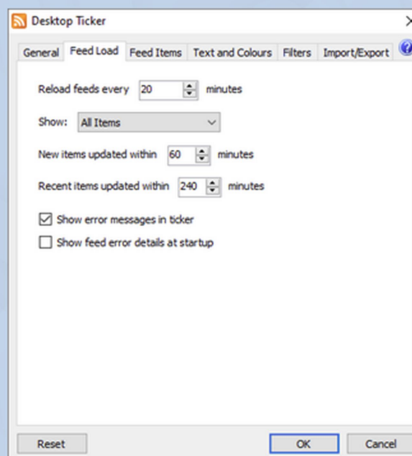 Desktop Ticker
General Feed Load Feed Items Text and Colours Filters Import/Export
Reload feeds every 20 minutes
Show: All Items
New items updated within 60 minutes
Recent items updated within 240 minutes
Show error messages in ticker
Show feed error details at startup
Reset OK Cancel